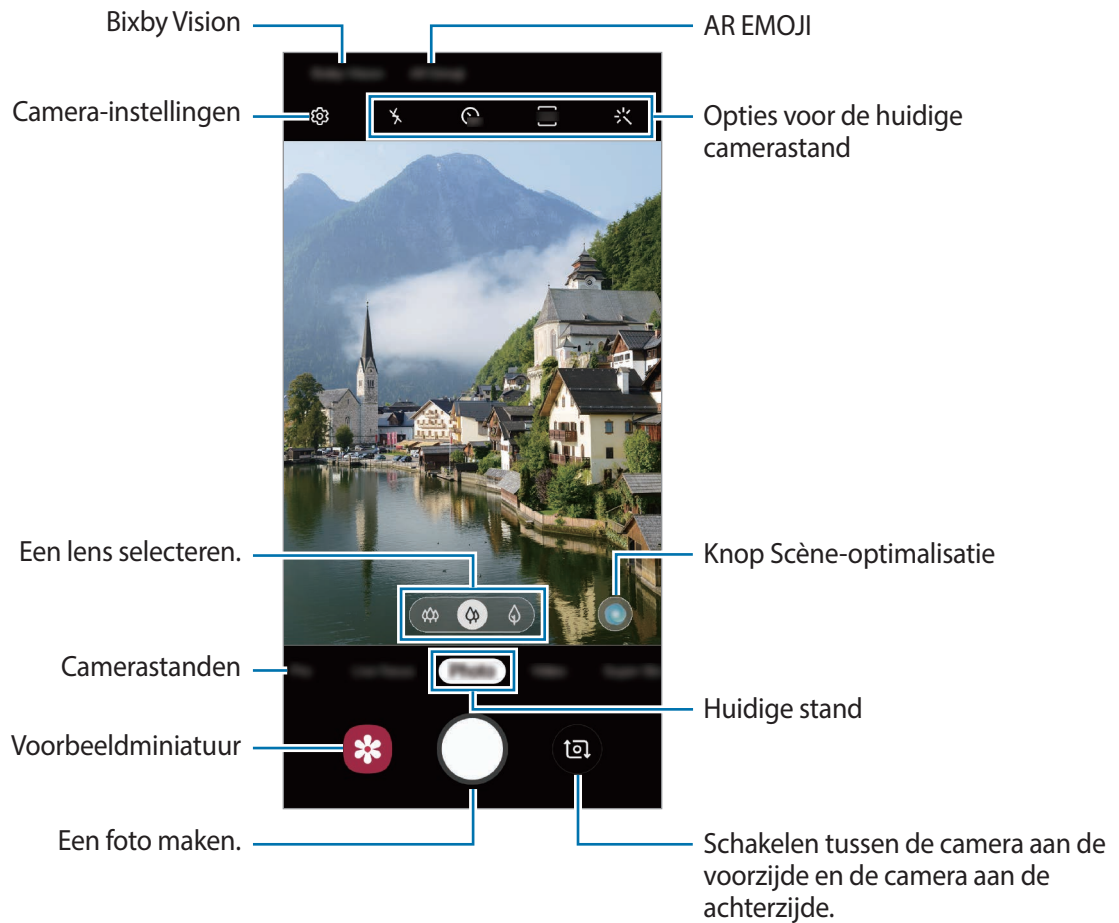 Bixby Vision
AR EMOJI
Camera-instellingen
Opties voor de huidige
camerastand
Een lens selecteren.
Knop Scène-optimalisatie
Camerastanden
Photo
Huidige stand
Voorbeeldminiatuur
Een foto maken.
Schakelen tussen de camera aan de
voorzijde en de camera aan de
achterzijde.